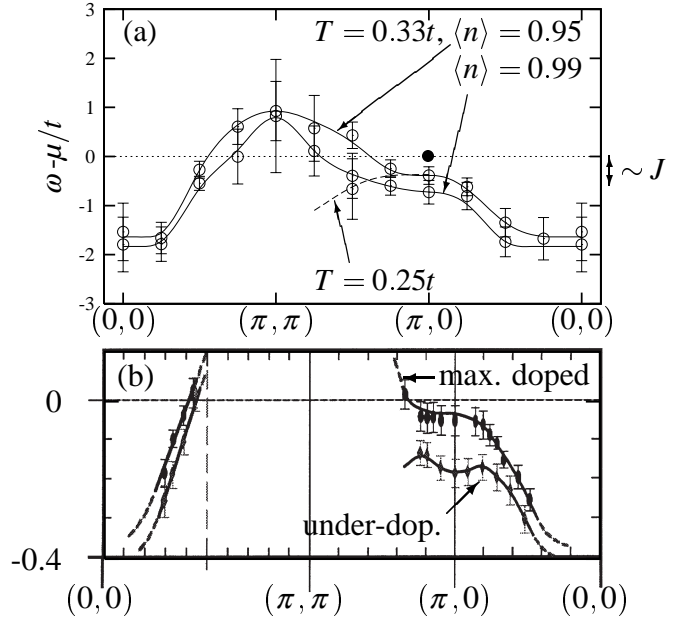 (a)
T = 0.33t, ⟨n⟩ = 0.95
⟨n⟩ = 0.99
3
2
1
0
-1
-2
-3
ω-μ/t
~ J
T = 0.25t
(0,0)
(π,π)
(π,0)
(0,0)
(b)
max. doped
0
under-dop.
-0.4
(0,0)
(π,π)
(π,0)
(0,0)